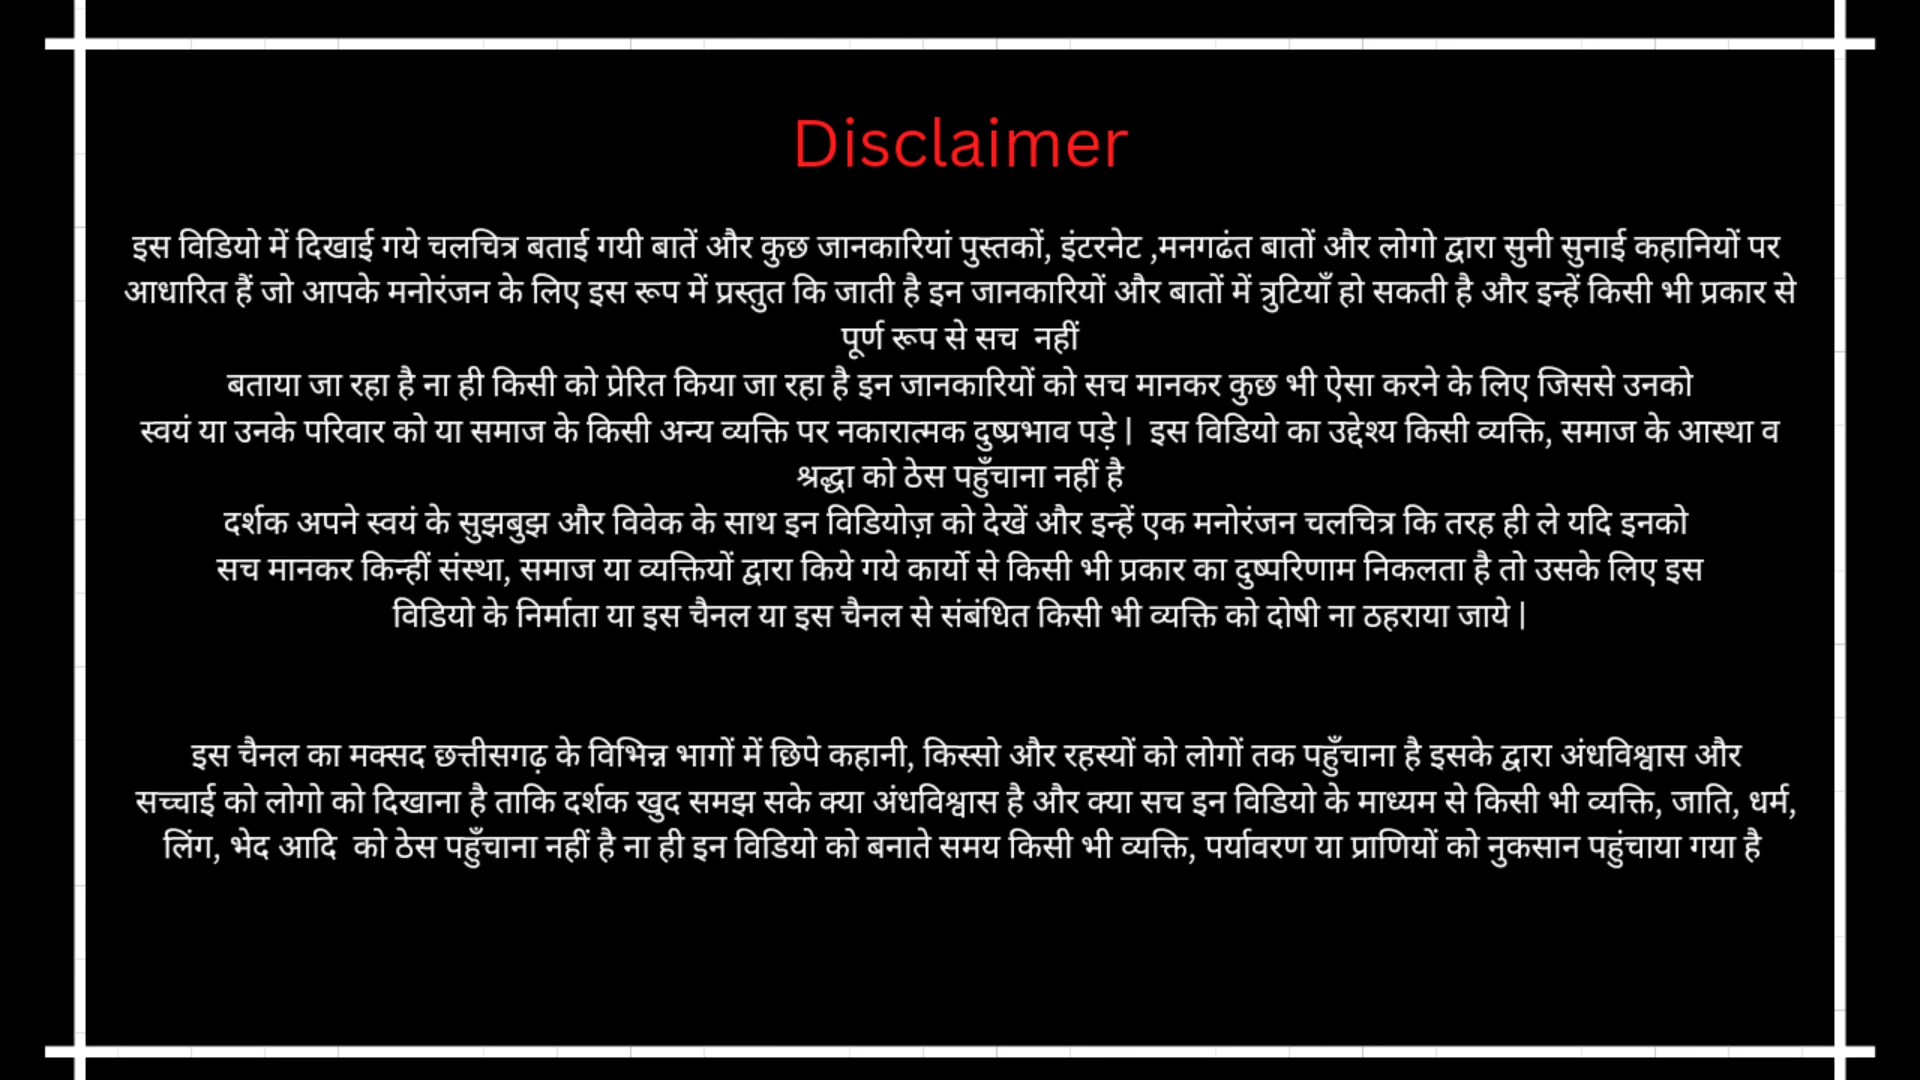 Disclaimer
इस विडियो में दिखाई गये चलचित्र बताई गयी बातें और कुछ जानकारियां पुस्तकों, इंटरनेट ,मनगढंत बातों और लोगो द्वारा सुनी सुनाई कहानियों पर
आधारित हैं जो आपके मनोरंजन के लिए इस रूप में प्रस्तुत कि जाती है इन जानकारियों और बातों में त्रुटियाँ हो सकती है और इन्हें किसी भी प्रकार से
पूर्ण रूप से सच  नहीं
बताया जा रहा है ना ही किसी को प्रेरित किया जा रहा है इन जानकारियों को सच मानकर कुछ भी ऐसा करने के लिए जिससे उनको
स्वयं या उनके परिवार को या समाज के किसी अन्य व्यक्ति पर नकारात्मक दुष्प्रभाव पड़े |  इस विडियो का उद्देश्य किसी व्यक्ति, समाज के आस्था व
श्रद्धा को ठेस पहुँचाना नहीं है
दर्शक अपने स्वयं के सुझबुझ और विवेक के साथ इन विडियोज़ को देखें और इन्हें एक मनोरंजन चलचित्र कि तरह ही ले यदि इनको
सच मानकर किन्हीं संस्था, समाज या व्यक्तियों द्वारा किये गये कार्यो से किसी भी प्रकार का दुष्परिणाम निकलता है तो उसके लिए इस
विडियो के निर्माता या इस चैनल या इस चैनल से संबंधित किसी भी व्यक्ति को दोषी ना ठहराया जाये |
इस चैनल का मक्सद छत्तीसगढ़ के विभिन्न भागों में छिपे कहानी, किस्सो और रहस्यों को लोगों तक पहुँचाना है इसके द्वारा अंधविश्वास और
सच्चाई को लोगो को दिखाना है ताकि दर्शक खुद समझ सके क्या अंधविश्वास है और क्या सच इन विडियो के माध्यम से किसी भी व्यक्ति, जाति, धर्म,
लिंग, भेद आदि  को ठेस पहुँचाना नहीं है ना ही इन विडियो को बनाते समय किसी भी व्यक्ति, पर्यावरण या प्राणियों को नुकसान पहुंचाया गया है